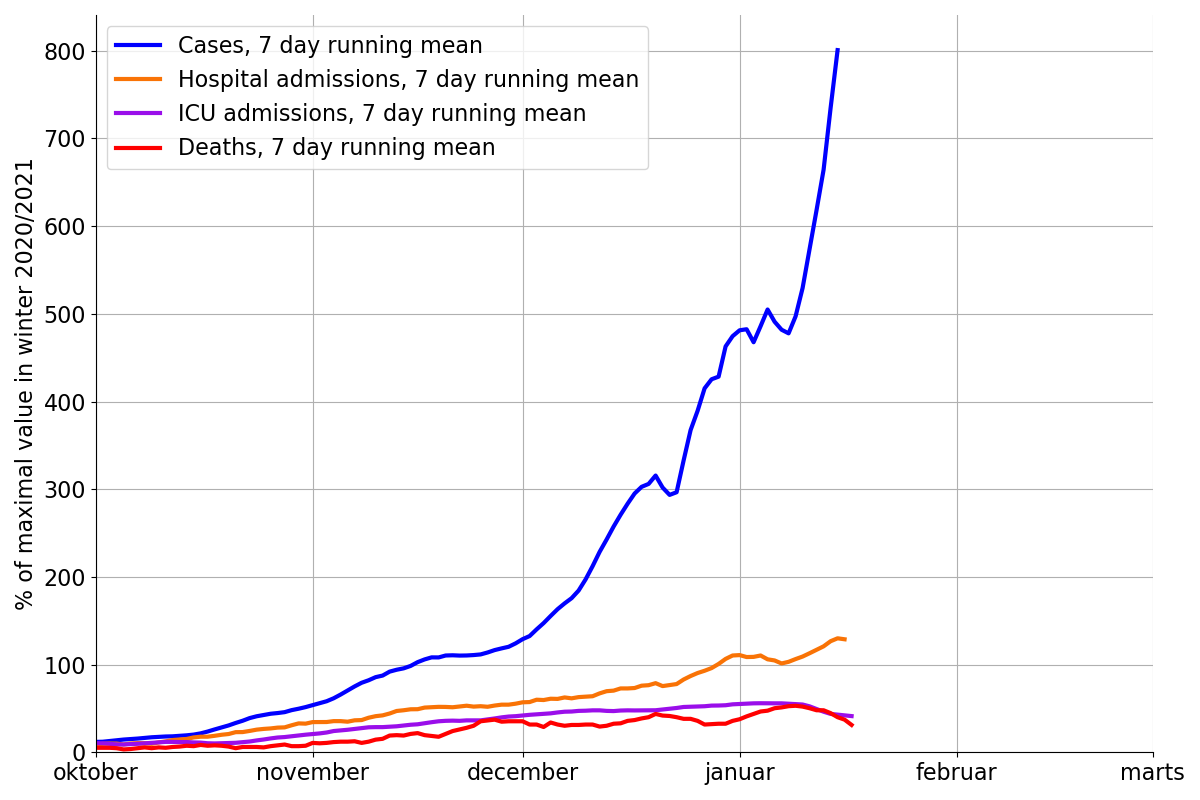 Cases, 7 day running mean
Hospital admissions, 7 day running mean
ICU admissions, 7 day running mean
Deaths, 7 day running mean
% of maximal value in winter 2020/2021
800
700
600
500
400
300
200
100
0
oktober november december januar februar marts